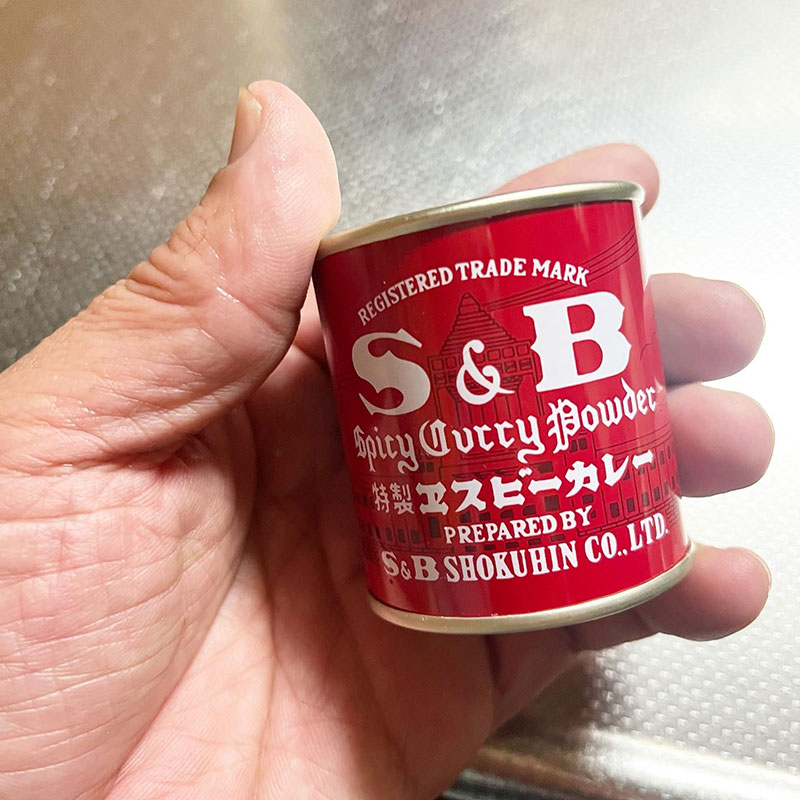 REGISTERED TRADE MARK
S & B
Spicy Curry Powder
特製 ヱスビーカレー
PREPARED BY
S&B SHOKUHIN CO., LTD.